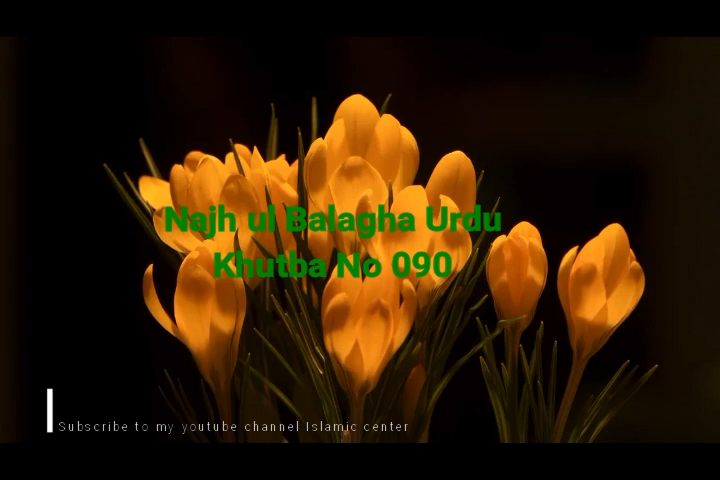 Najh ul Balagha Urdu
Khutba No 090
Subscribe to my youtube channel Islamic center